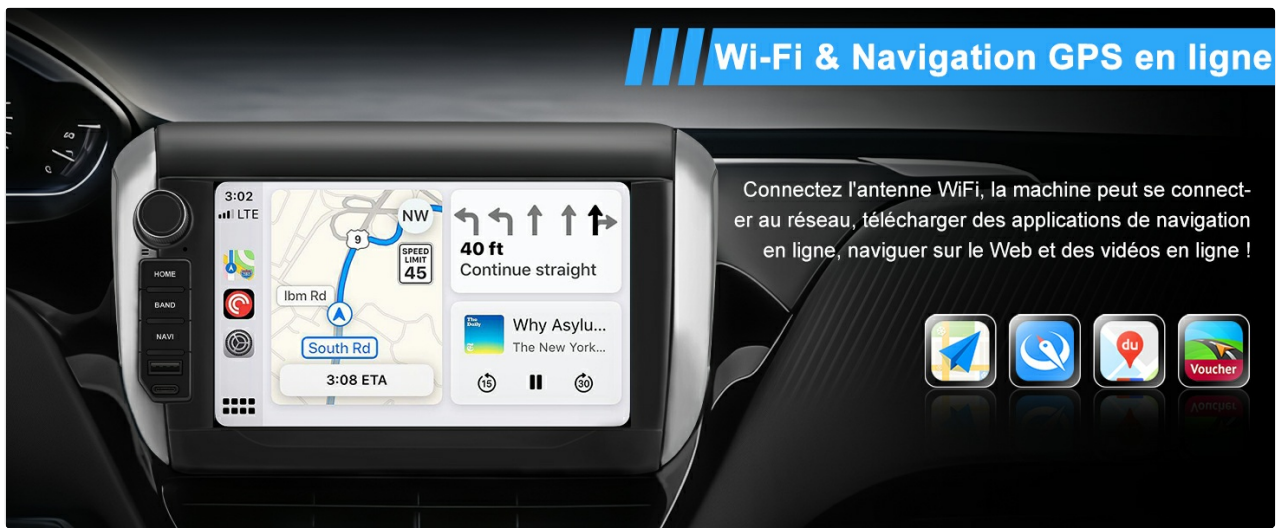 Wi-Fi & Navigation GPS en ligne
Connectez l'antenne WiFi, la machine peut se connect-
er au réseau, télécharger des applications de navigation
en ligne, naviguer sur le Web et des vidéos en ligne !
HOME
BAND
NAVI
3:02
LTE
NW
9
SPEED
LIMIT
45
Ibm Rd
South Rd
3:08 ETA
40 ft
Continue straight
The
Daily
Why Asylu...
The New York...
15
30
du
Voucher